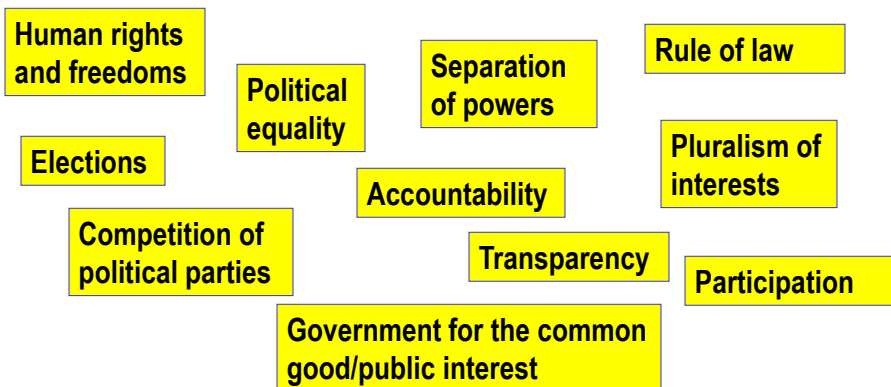 Human rights
and freedoms
Political
equality
Separation
of powers
Rule of law
Elections
Accountability
Pluralism of
interests
Competition of
political parties
Transparency
Participation
Government for the common
good/public interest